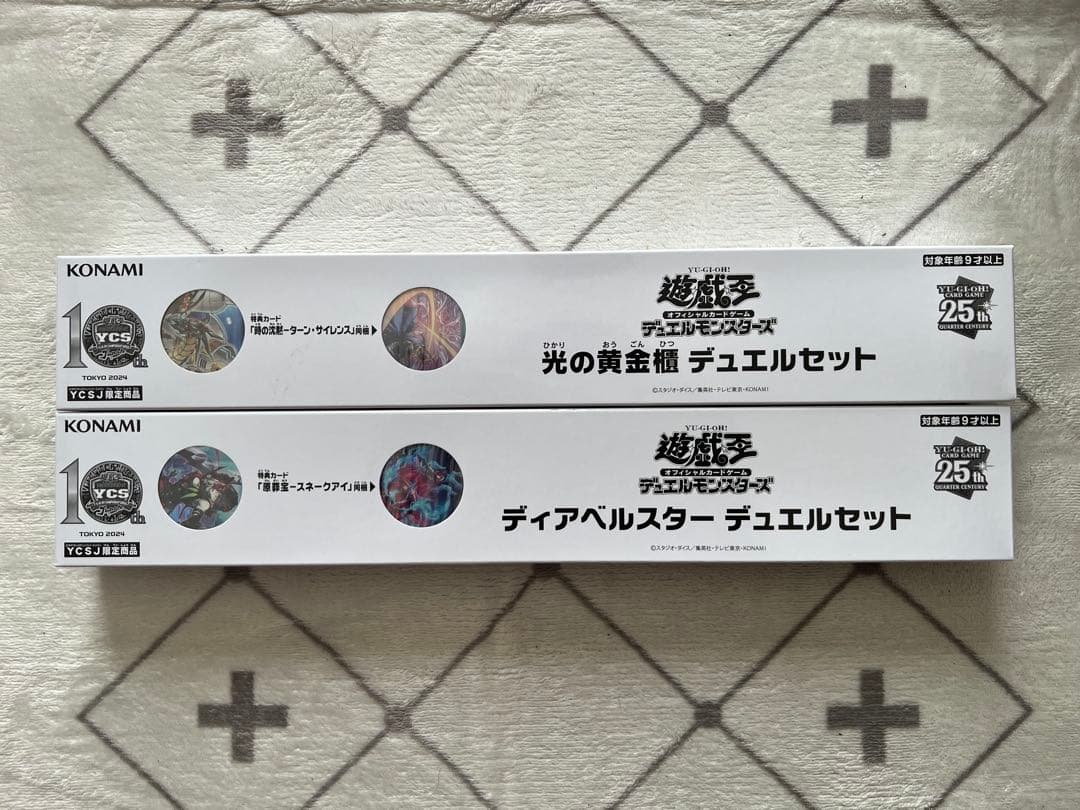 KONAMI
10th
YCS
TOKYO 2024
YCSJ限定商品
特典カード
「時の沈黙－ターン・サイレンス」同梱▶
YU-GI-OH!
遊戯王
オフィシャルカードゲーム
デュエルモンスターズ
ひかり おう ごん ひつ
光の黄金櫃 デュエルセット
©スタジオ・ダイス／集英社・テレビ東京・KONAMI
対象年齢9才以上
YU-GI-OH!
CARD GAME
25th
QUARTER CENTURY
KONAMI
10th
YCS
TOKYO 2024
YCSJ限定商品
特典カード
「原罪宝－スネークアイ」同梱▶
YU-GI-OH!
遊戯王
オフィシャルカードゲーム
デュエルモンスターズ
ディアベルスター デュエルセット
©スタジオ・ダイス／集英社・テレビ東京・KONAMI
対象年齢9才以上
YU-GI-OH!
CARD GAME
25th
QUARTER CENTURY